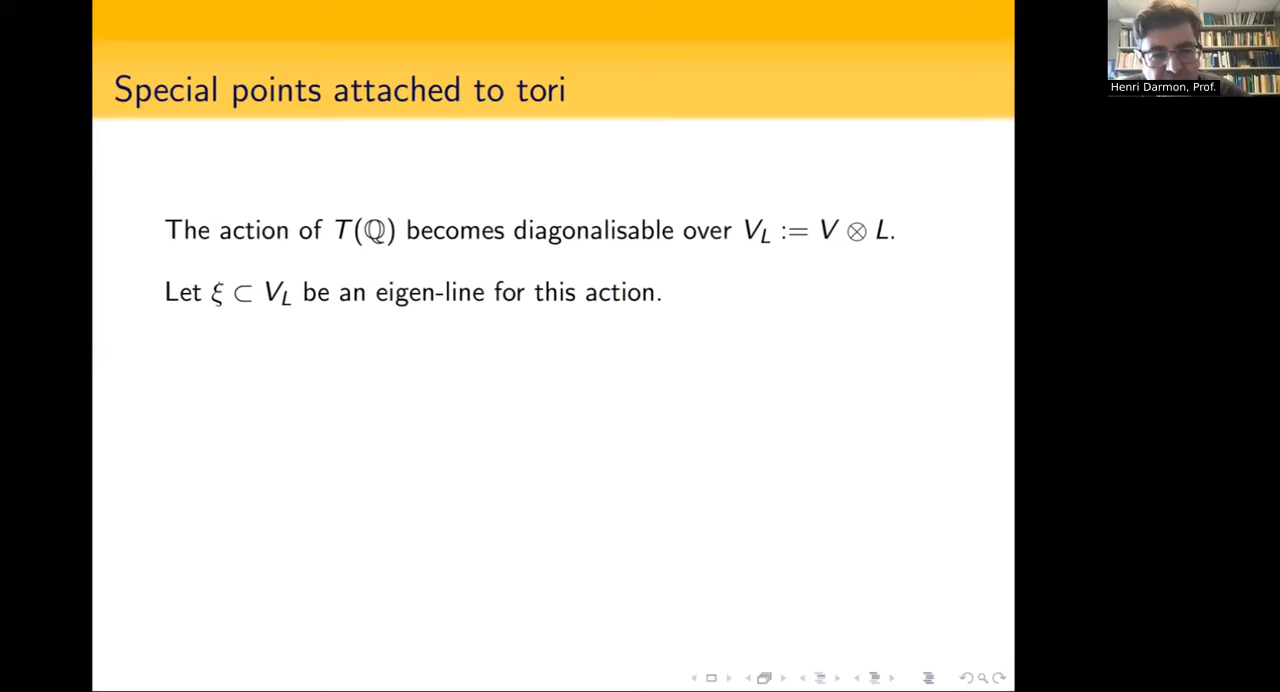 Special points attached to tori
Henri Darmon, Prof.
The action of T(ℚ) becomes diagonalisable over V_L := V ⊗ L.
Let ξ ⊂ V_L be an eigen-line for this action.